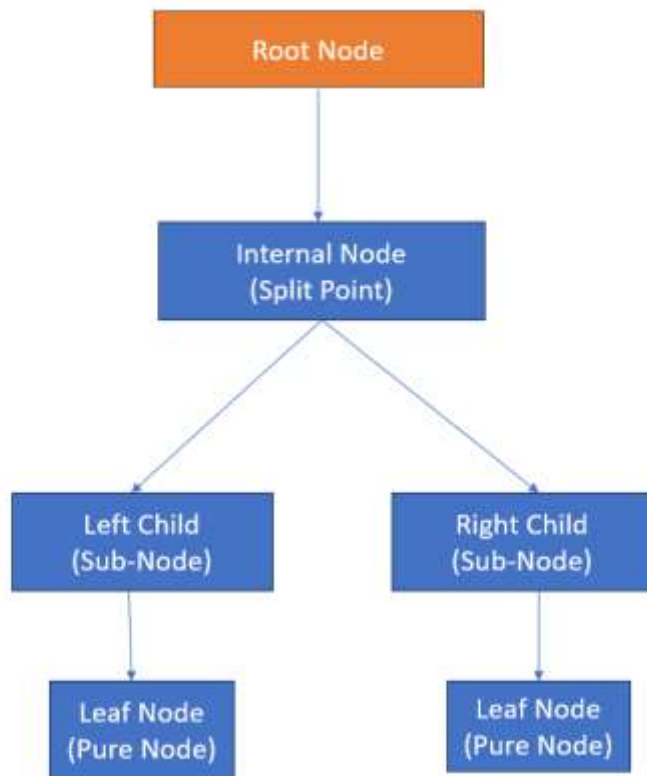 Root Node
Internal Node
(Split Point)
Left Child
(Sub-Node)
Right Child
(Sub-Node)
Leaf Node
(Pure Node)
Leaf Node
(Pure Node)